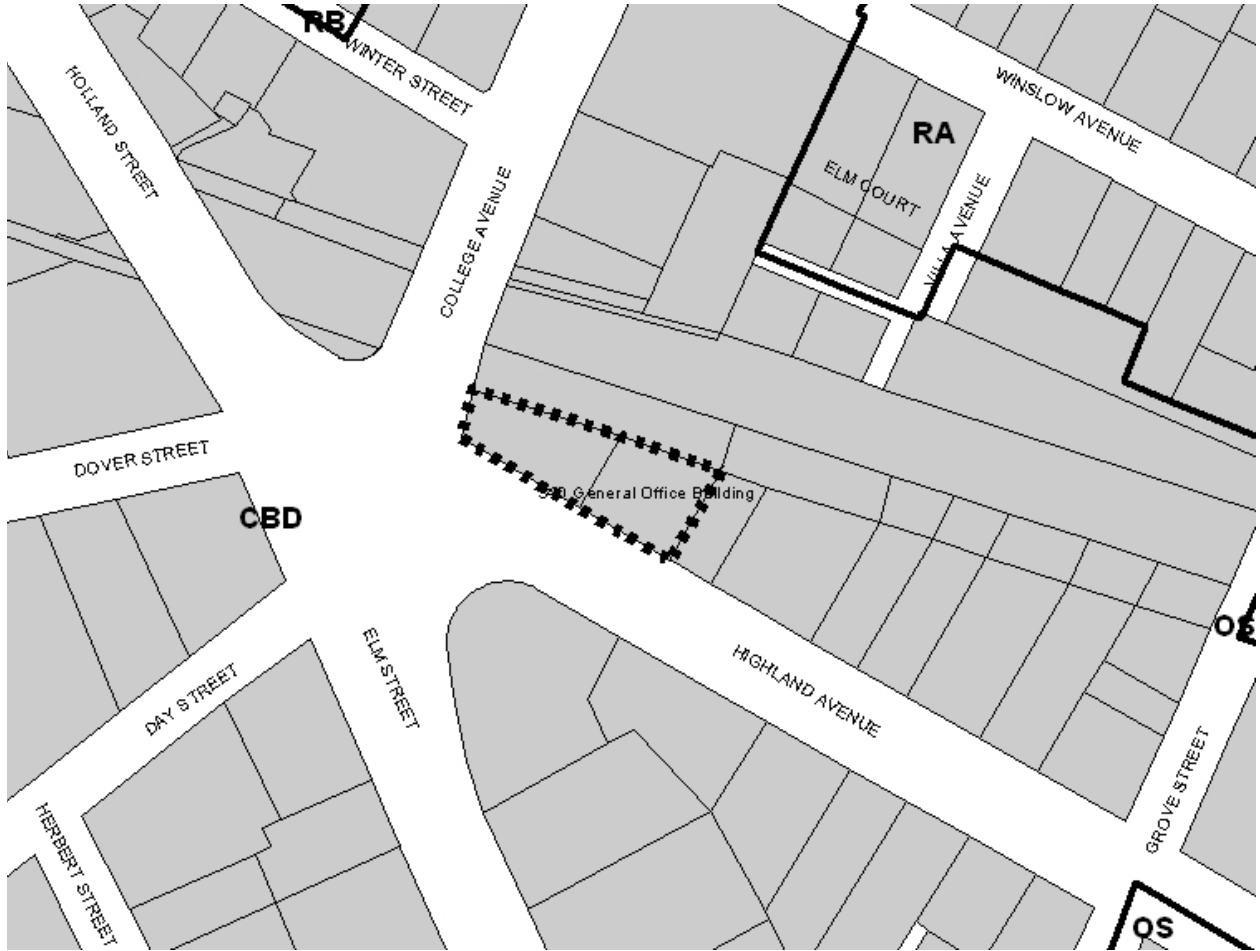 RB
WINTER STREET
HOLLAND STREET
WINSLOW AVENUE
RA
ELM COURT
COLLEGE AVENUE
VILLA AVENUE
DOVER STREET
General Office Building
CBD
OS
ELM STREET
HIGHLAND AVENUE
DAY STREET
GROVE STREET
HERBERT STREET
OS